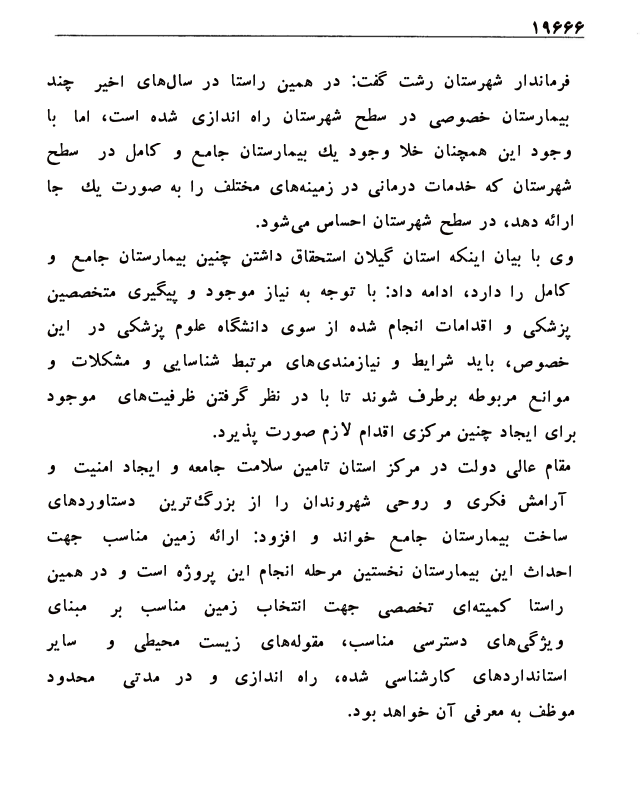 ۱۹۶۶۶
فرماندار شهرستان رشت گفت: در همین راستا در سال‌های اخیر چند
بیمارستان خصوصی در سطح شهرستان راه اندازی شده است، اما با
وجود این همچنان خلا وجود یك بیمارستان جامع و کامل در سطح
شهرستان که خدمات درمانی در زمینه‌های مختلف را به صورت یك جا
ارائه دهد، در سطح شهرستان احساس می‌شود.
وی با بیان اینکه استان گیلان استحقاق داشتن چنین بیمارستان جامع و
کامل را دارد، ادامه داد: با توجه به نیاز موجود و پیگیری متخصصین
پزشکی و اقدامات انجام شده از سوی دانشگاه علوم پزشکی در این
خصوص، باید شرایط و نیازمندی‌های مرتبط شناسایی و مشکلات و
موانع مربوطه برطرف شوند تا با در نظر گرفتن ظرفیت‌های موجود
برای ایجاد چنین مرکزی اقدام لازم صورت پذیرد.
مقام عالی دولت در مرکز استان تامین سلامت جامعه و ایجاد امنیت و
آرامش فکری و روحی شهروندان را از بزرگ‌ترین دستاوردهای
ساخت بیمارستان جامع خواند و افزود: ارائه زمین مناسب جهت
احداث این بیمارستان نخستین مرحله انجام این پروژه است و در همین
راستا کمیته‌ای تخصصی جهت انتخاب زمین مناسب بر مبنای
ویژگی‌های دسترسی مناسب، مقوله‌های زیست محیطی و سایر
استانداردهای کارشناسی شده، راه اندازی و در مدتی محدود
موظف به معرفی آن خواهد بود.